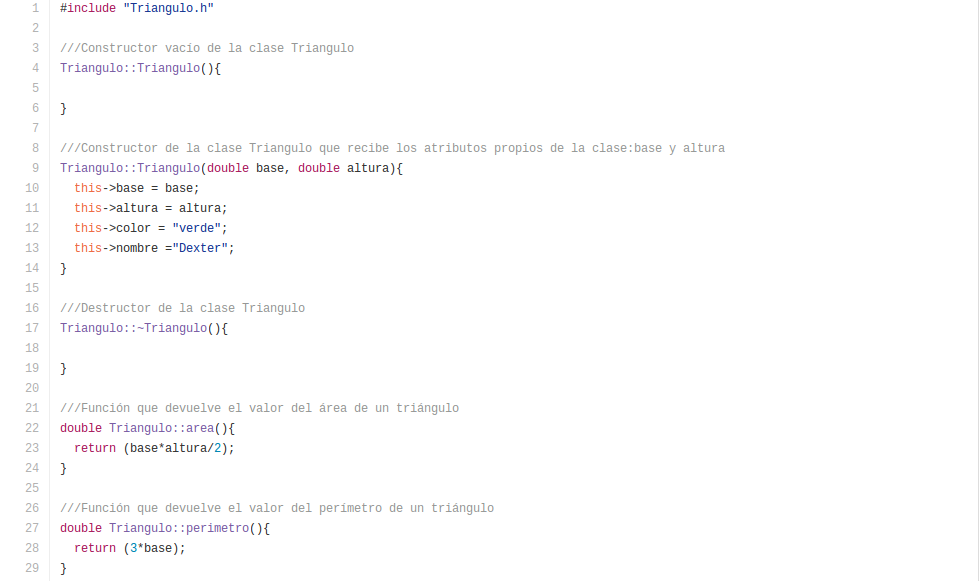 1 #include "Triangulo.h"
2
3 ///Constructor vacío de la clase Triangulo
4 Triangulo::Triangulo(){
5
6 }
7
8 ///Constructor de la clase Triangulo que recibe los atributos propios de la clase:base y altura
9 Triangulo::Triangulo(double base, double altura){
10   this->base = base;
11   this->altura = altura;
12   this->color = "verde";
13   this->nombre ="Dexter";
14 }
15
16 ///Destructor de la clase Triangulo
17 Triangulo::~Triangulo(){
18
19 }
20
21 ///Función que devuelve el valor del área de un triángulo
22 double Triangulo::area(){
23   return (base*altura/2);
24 }
25
26 ///Función que devuelve el valor del perímetro de un triángulo
27 double Triangulo::perimetro(){
28   return (3*base);
29 }